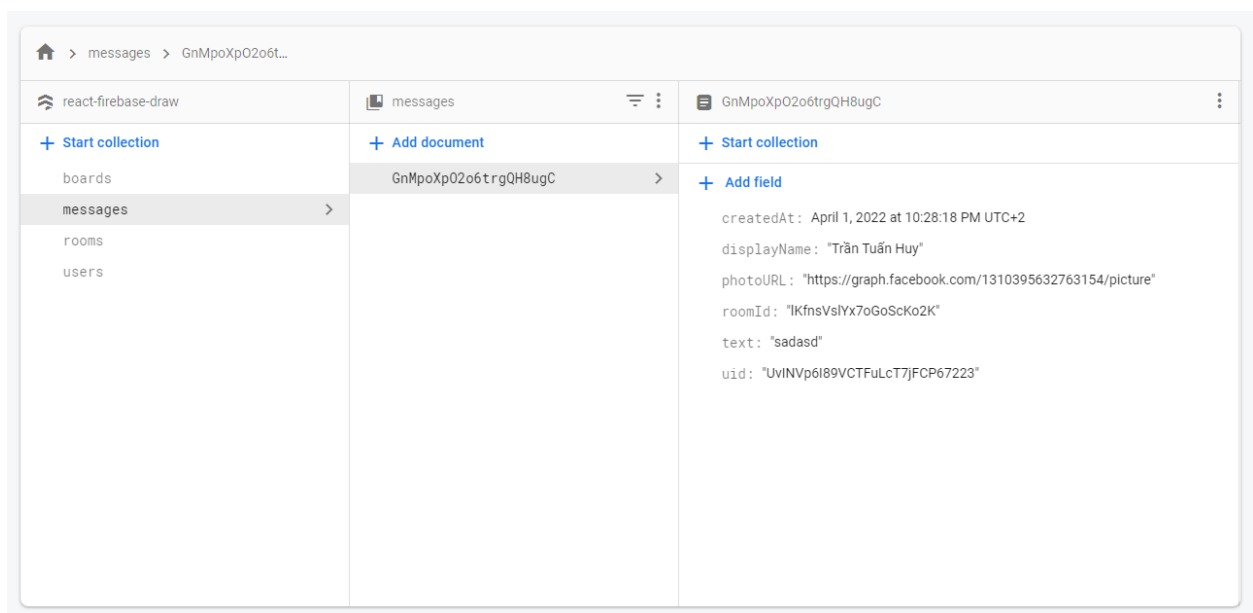 messages > GnMpoXpO2o6t...
react-firebase-draw
messages
GnMpoXpO2o6trgQH8ugC
+ Start collection
+ Add document
+ Start collection
boards
messages
rooms
users
GnMpoXpO2o6trgQH8ugC
+ Add field
createdAt: April 1, 2022 at 10:28:18 PM UTC+2
displayName: "Trần Tuấn Huy"
photoURL: "https://graph.facebook.com/1310395632763154/picture"
roomId: "lKfnsVslYx7oGoScKo2K"
text: "sadasd"
uid: "UvINVp6I89VCTFuLcT7jFCP67223"